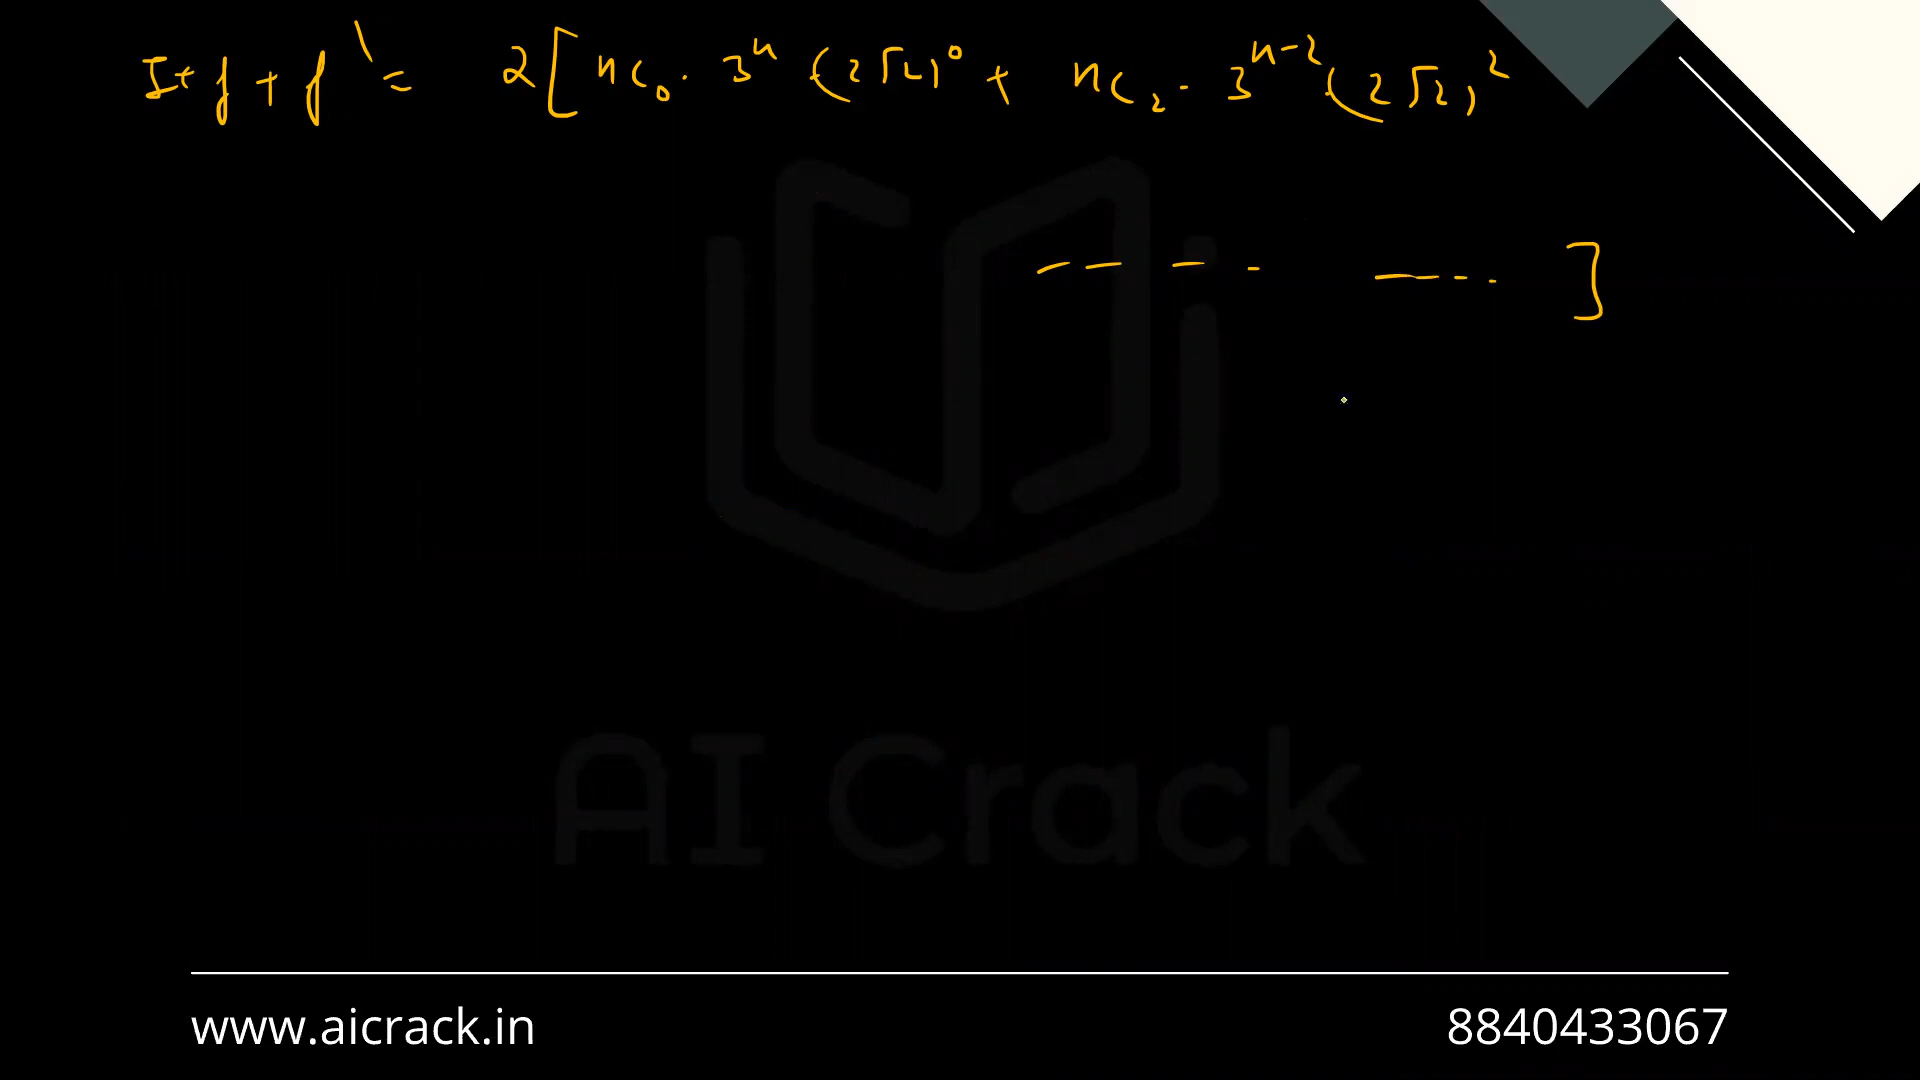 I+f+f' = 2[nC₀. 3ⁿ (2√2)⁰ + nC₂. 3ⁿ⁻² (2√2)²
---- ---- ]
AI Crack
www.aicrack.in
8840433067